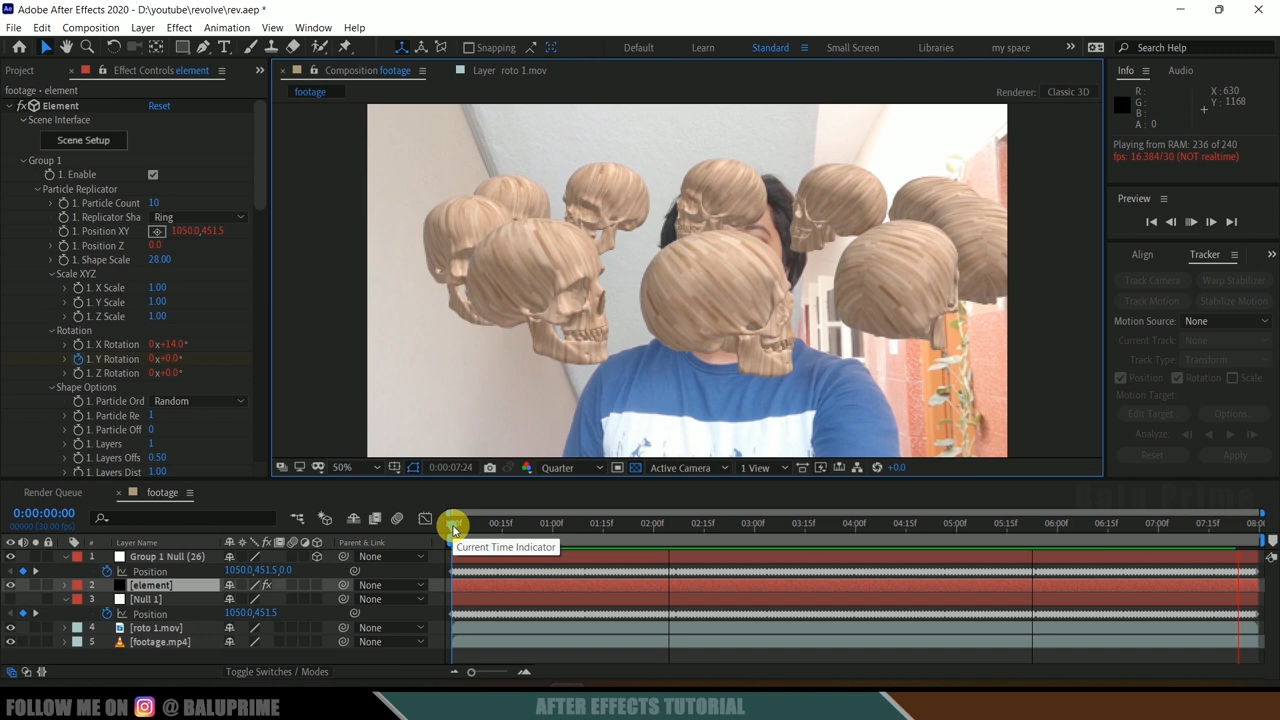 Adobe After Effects 2020 - D:\youtube\revolve\rev.aep *
File Edit Composition Layer Effect Animation View Window Help
Snapping Default Learn Standard Small Screen Libraries my space Search Help
Project Effect Controls element Composition footage Layer roto 1.mov Info Audio
footage • element
footage
Renderer: Classic 3D
fx Element Reset
Scene Interface
Scene Setup
Group 1
1. Enable
Particle Replicator
1. Particle Count 10
1. Replicator Sha Ring
1. Position XY 1050.0,451.5
1. Position Z 0.0
1. Shape Scale 28.00
Scale XYZ
1. X Scale 1.00
1. Y Scale 1.00
1. Z Scale 1.00
Rotation
1. X Rotation 0x+14.0°
1. Y Rotation 0x+0.0°
1. Z Rotation 0x+0.0°
Shape Options
1. Particle Ord Random
1. Particle Re 1
1. Particle Off 0
1. Layers 1
1. Layers Offs 0.50
1. Layers Dist 1.00
R:
G:
B:
A: 0
X: 630
Y: 1168
Playing from RAM: 236 of 240
fps: 16.384/30 (NOT realtime)
Preview
Align Tracker
Track Camera Warp Stabilizer
Track Motion Stabilize Motion
Motion Source: None
Current Track: None
Track Type: Transform
Position Rotation Scale
Motion Target:
Edit Target... Options...
Analyze:
Reset Apply
50% 0:00:07:24 Quarter Active Camera 1 View +0.0
Render Queue footage
Balu Prime
0:00:00:00
00000 (30.00 fps)
00:15f 01:00f 01:15f 02:00f 02:15f 03:00f 03:15f 04:00f 04:15f 05:00f 05:15f 06:00f 06:15f 07:00f 07:15f
Current Time Indicator
# Layer Name fx Parent & Link
1 Group 1 Null (26) None
Position 1050.0,451.5,0.0
2 [element] fx None
3 [Null 1] None
Position 1050.0,451.5
4 [roto 1.mov] None
5 [footage.mp4] None
Toggle Switches / Modes
FOLLOW ME ON @ BALUPRIME
AFTER EFFECTS TUTORIAL